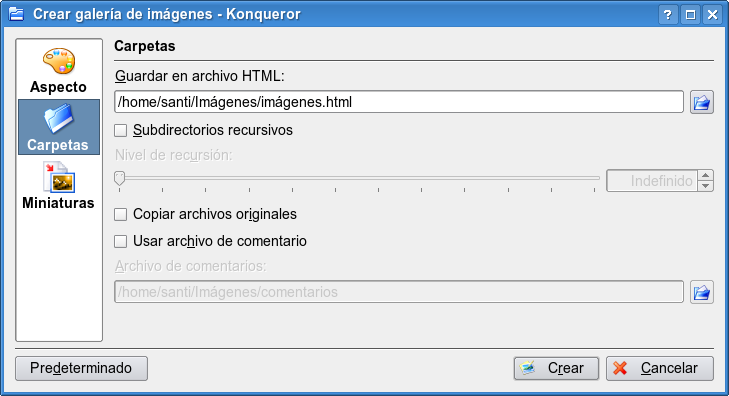 Crear galería de imágenes - Konqueror
Aspecto
Carpetas
Miniaturas
Carpetas
Guardar en archivo HTML:
/home/santi/Imágenes/imágenes.html
Subdirectorios recursivos
Nivel de recursión:
Indefinido
Copiar archivos originales
Usar archivo de comentario
Archivo de comentarios:
/home/santi/Imágenes/comentarios
Predeterminado
Crear
Cancelar